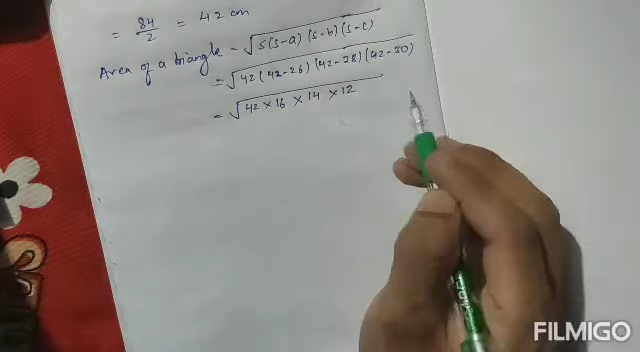 = 84/2 = 42 cm
Area of a triangle = √s(s-a) (s-b) (s-c)
= √42 (42-26) (42-28) (42-30)
= √42 × 16 × 14 × 12
FILMIGO